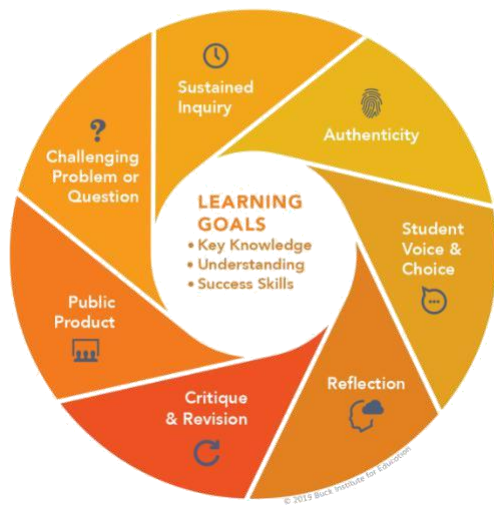 Sustained
Inquiry
Authenticity
?
Challenging
Problem or
Question
LEARNING
GOALS
• Key Knowledge
• Understanding
• Success Skills
Student
Voice &
Choice
Public
Product
Reflection
Critique
& Revision
© 2015 Buck Institute for Education